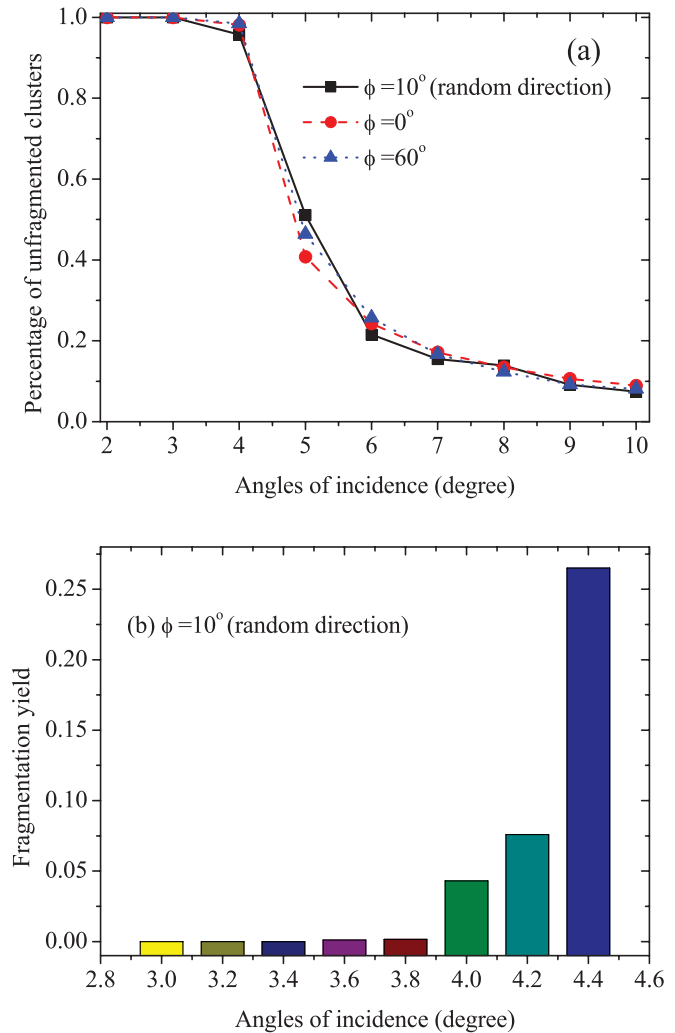 1.0
0.8
0.6
0.4
0.2
0.0
Percentage of unfragmented clusters
(a)
ϕ =10° (random direction)
ϕ =0°
ϕ =60°
2 3 4 5 6 7 8 9 10
Angles of incidence (degree)
0.25
0.20
0.15
0.10
0.05
0.00
Fragmentation yield
(b) ϕ =10° (random direction)
2.8 3.0 3.2 3.4 3.6 3.8 4.0 4.2 4.4 4.6
Angles of incidence (degree)